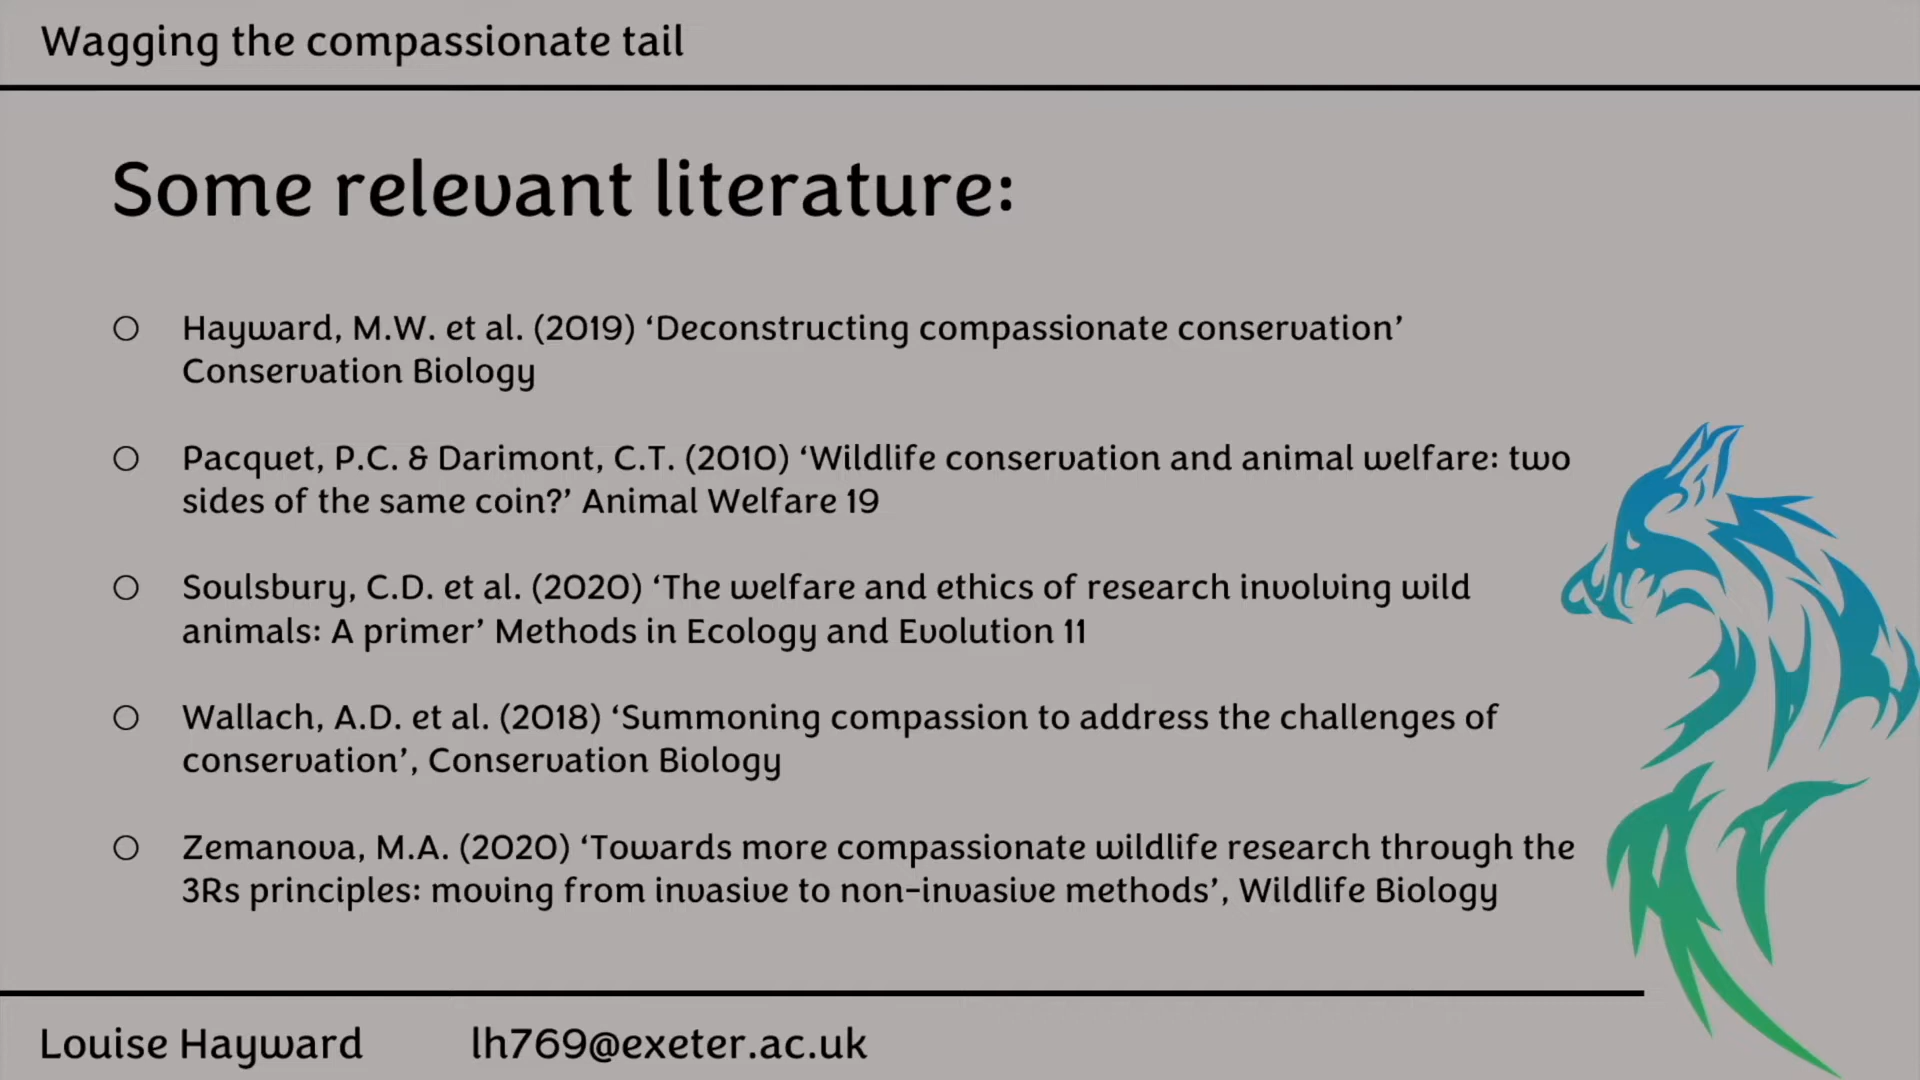 Wagging the compassionate tail
Some relevant literature:
Hayward, M.W. et al. (2019) ‘Deconstructing compassionate conservation’
Conservation Biology
Pacquet, P.C. & Darimont, C.T. (2010) ‘Wildlife conservation and animal welfare: two
sides of the same coin?’ Animal Welfare 19
Soulsbury, C.D. et al. (2020) ‘The welfare and ethics of research involving wild
animals: A primer’ Methods in Ecology and Evolution 11
Wallach, A.D. et al. (2018) ‘Summoning compassion to address the challenges of
conservation’, Conservation Biology
Zemanova, M.A. (2020) ‘Towards more compassionate wildlife research through the
3Rs principles: moving from invasive to non-invasive methods’, Wildlife Biology
Louise Hayward lh769@exeter.ac.uk